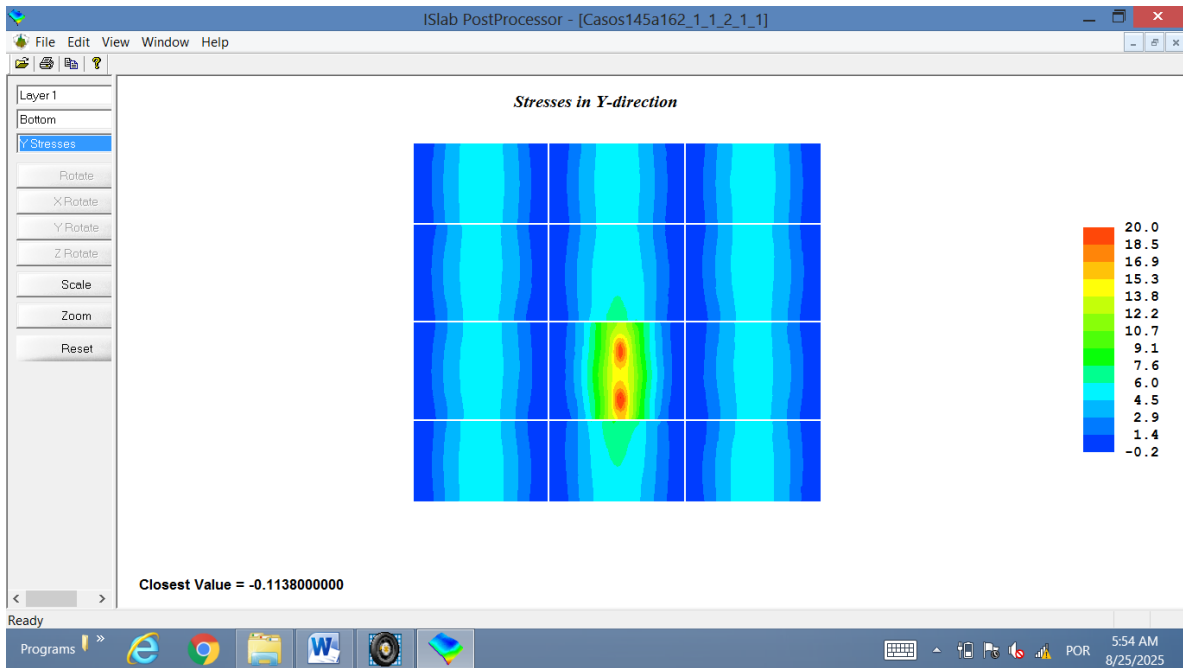 ISlab PostProcessor - [Casos145a162_1_1_2_1_1]
File Edit View Window Help
Layer 1
Bottom
Y Stresses
Rotate
X Rotate
Y Rotate
Z Rotate
Scale
Zoom
Reset
Stresses in Y-direction
20.0
18.5
16.9
15.3
13.8
12.2
10.7
9.1
7.6
6.0
4.5
2.9
1.4
-0.2
Closest Value = -0.1138000000
Ready
Programs
POR
5:54 AM
8/25/2025